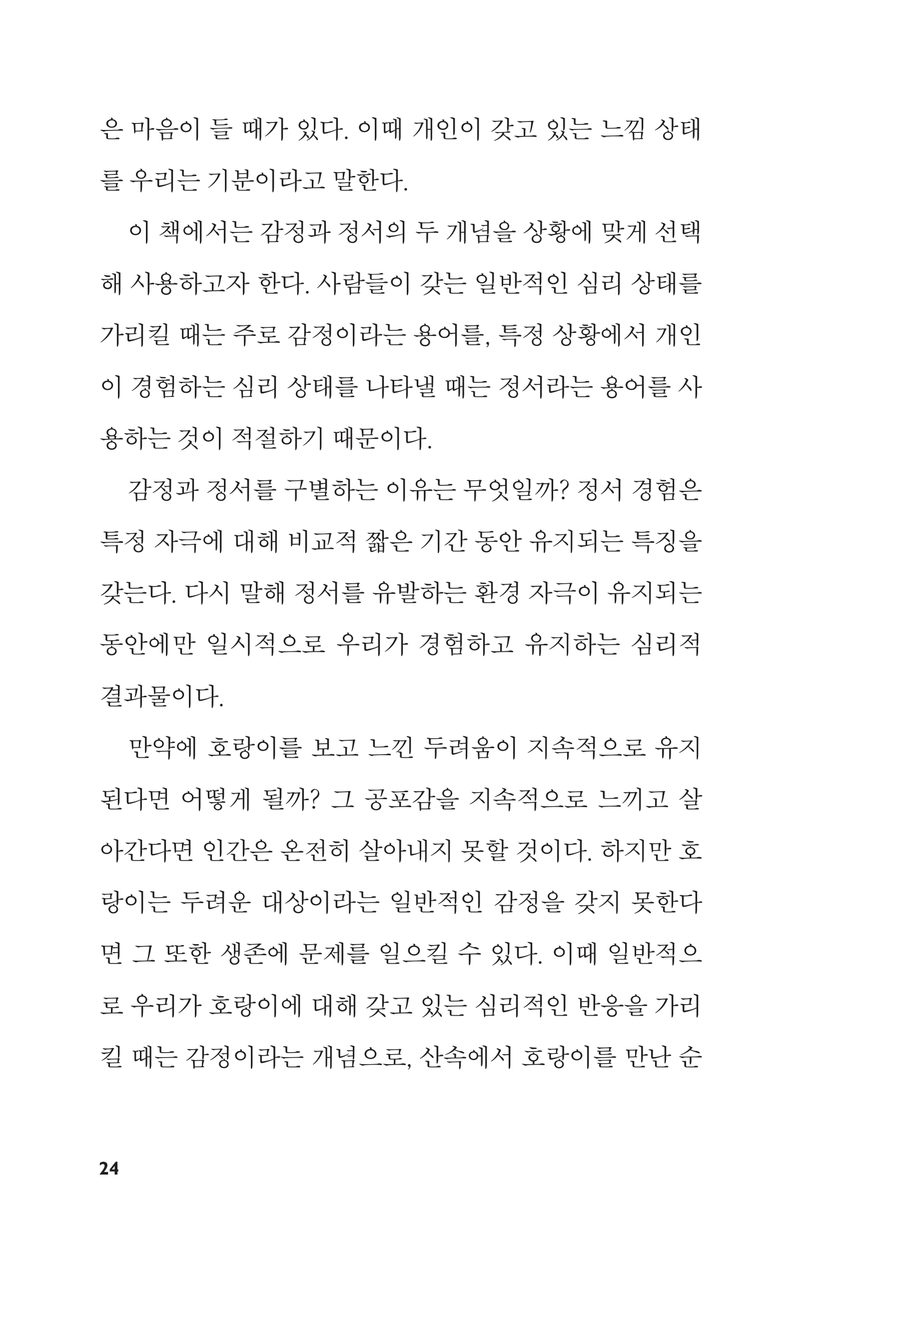 은 마음이 들 때가 있다. 이때 개인이 갖고 있는 느낌 상태
를 우리는 기분이라고 말한다.
이 책에서는 감정과 정서의 두 개념을 상황에 맞게 선택
해 사용하고자 한다. 사람들이 갖는 일반적인 심리 상태를
가리킬 때는 주로 감정이라는 용어를, 특정 상황에서 개인
이 경험하는 심리 상태를 나타낼 때는 정서라는 용어를 사
용하는 것이 적절하기 때문이다.
감정과 정서를 구별하는 이유는 무엇일까? 정서 경험은
특정 자극에 대해 비교적 짧은 기간 동안 유지되는 특징을
갖는다. 다시 말해 정서를 유발하는 환경 자극이 유지되는
동안에만 일시적으로 우리가 경험하고 유지하는 심리적
결과물이다.
만약에 호랑이를 보고 느낀 두려움이 지속적으로 유지
된다면 어떻게 될까? 그 공포감을 지속적으로 느끼고 살
아간다면 인간은 온전히 살아내지 못할 것이다. 하지만 호
랑이는 두려운 대상이라는 일반적인 감정을 갖지 못한다
면 그 또한 생존에 문제를 일으킬 수 있다. 이때 일반적으
로 우리가 호랑이에 대해 갖고 있는 심리적인 반응을 가리
킬 때는 감정이라는 개념으로, 산속에서 호랑이를 만난 순
24